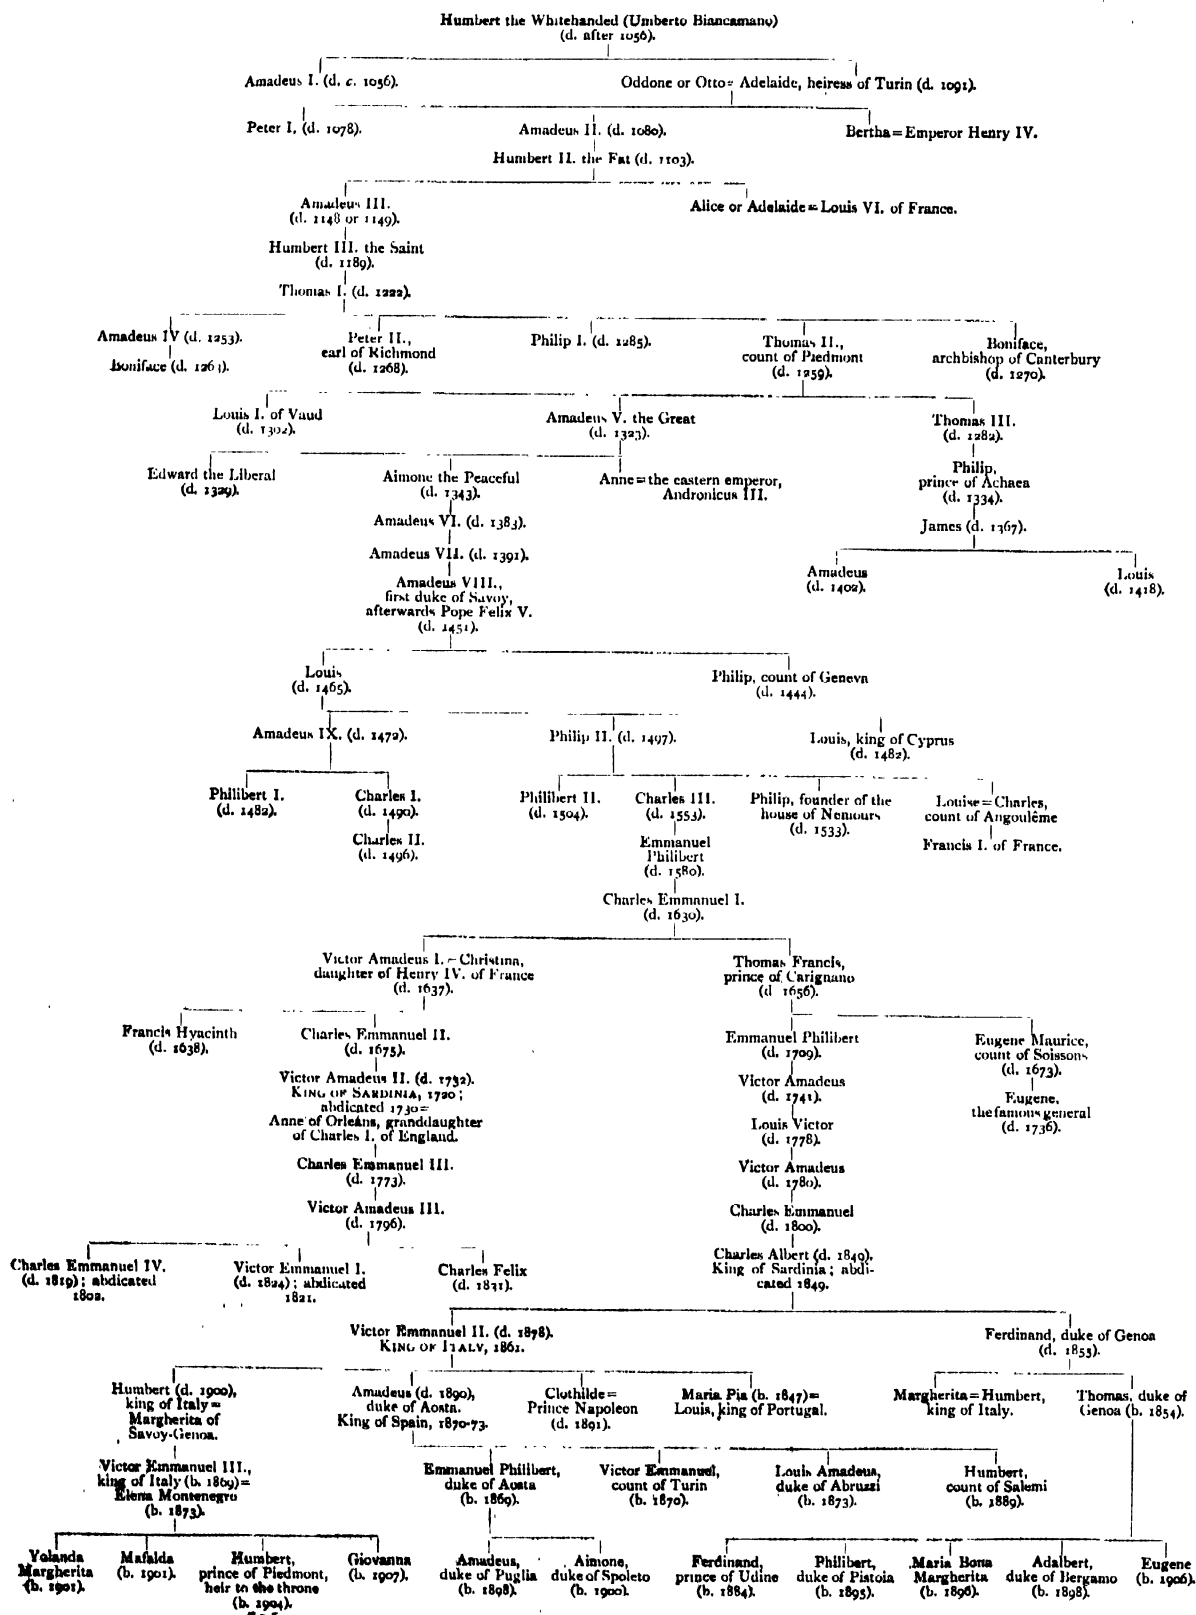 Humbert the Whitehanded (Umberto Biancamano)
(d. after 1056).
Amadeus I. (d. c. 1056).
Oddone or Otto = Adelaide, heiress of Turin (d. 1091).
Peter I. (d. 1078).
Amadeus II. (d. 1080).
Bertha = Emperor Henry IV.
Humbert II. the Fat (d. 1103).
Amadeus III.
(d. 1148 or 1149).
Alice or Adelaide = Louis VI. of France.
Humbert III. the Saint
(d. 1189).
Thomas I. (d. 1222).
Amadeus IV (d. 1253).
Boniface (d. 1263).
Peter II.,
earl of Richmond
(d. 1268).
Philip I. (d. 1285).
Thomas II.,
count of Piedmont
(d. 1259).
Boniface,
archbishop of Canterbury
(d. 1270).
Louis I. of Vaud
(d. 1302).
Amadeus V. the Great
(d. 1323).
Thomas III.
(d. 1282).
Edward the Liberal
(d. 1329).
Aimone the Peaceful
(d. 1343).
Anne = the eastern emperor,
Andronicus III.
Philip,
prince of Achaea
(d. 1334).
Amadeus VI. (d. 1383).
James (d. 1367).
Amadeus VII. (d. 1391).
Amadeus
(d. 1402).
Louis
(d. 1418).
Amadeus VIII.,
first duke of Savoy,
afterwards Pope Felix V.
(d. 1451).
Louis
(d. 1465).
Philip, count of Geneva
(d. 1444).
Amadeus IX. (d. 1472).
Philip II. (d. 1497).
Louis, king of Cyprus
(d. 1482).
Philibert I.
(d. 1482).
Charles I.
(d. 1490).
Charles II.
(d. 1496).
Philibert II.
(d. 1504).
Charles III.
(d. 1553).
Philip, founder of the
house of Nemours
(d. 1533).
Louise = Charles,
count of Angoulême
Francis I. of France.
Emmanuel
Philibert
(d. 1580).
Charles Emmanuel I.
(d. 1630).
Victor Amadeus I. = Christina,
daughter of Henry IV. of France
(d. 1637).
Thomas Francis,
prince of Carignano
(d 1656).
Francis Hyacinth
(d. 1638).
Charles Emmanuel II.
(d. 1675).
Emmanuel Philibert
(d. 1709).
Eugene Maurice,
count of Soissons
(d. 1673).
Victor Amadeus II. (d. 1732).
KING OF SARDINIA, 1720;
abdicated 1730 =
Anne of Orleans, granddaughter
of Charles I. of England.
Victor Amadeus
(d. 1741).
Eugene,
the famous general
(d. 1736).
Louis Victor
(d. 1778).
Charles Emmanuel III.
(d. 1773).
Victor Amadeus
(d. 1780).
Victor Amadeus III.
(d. 1796).
Charles Emmanuel
(d. 1800).
Charles Emmanuel IV.
(d. 1819); abdicated
1802.
Victor Emmanuel I.
(d. 1824); abdicated
1821.
Charles Felix
(d. 1831).
Charles Albert (d. 1849),
King of Sardinia; abdi-
cated 1849.
Victor Emmanuel II. (d. 1878).
KING OF ITALY, 1861.
Ferdinand, duke of Genoa
(d. 1855).
Humbert (d. 1900),
king of Italy =
Margherita of
Savoy-Genoa.
Amadeus (d. 1890),
duke of Aosta.
King of Spain, 1870-73.
Clothilde =
Prince Napoleon
(d. 1891).
Maria Pia (b. 1847) =
Louis, king of Portugal.
Margherita = Humbert,
king of Italy.
Thomas, duke of
Genoa (b. 1854).
Victor Emmanuel III.,
king of Italy (b. 1869) =
Elena Montenegro
(b. 1873).
Emmanuel Philibert,
duke of Aosta
(b. 1869).
Victor Emmanuel,
count of Turin
(b. 1870).
Louis Amadeus,
duke of Abruzzi
(b. 1873).
Humbert,
count of Salemi
(b. 1889).
Yolanda
Margherita
(b. 1901).
Mafalda
(b. 1901).
Humbert,
prince of Piedmont,
heir to the throne
(b. 1904).
Giovanna
(b. 1907).
Amadeus,
duke of Puglia
(b. 1898).
Aimone,
duke of Spoleto
(b. 1900).
Ferdinand,
prince of Udine
(b. 1884).
Philibert,
duke of Pistoia
(b. 1895).
Maria Bona
Margherita
(b. 1896).
Adalbert,
duke of Bergamo
(b. 1898).
Eugene
(b. 1906).